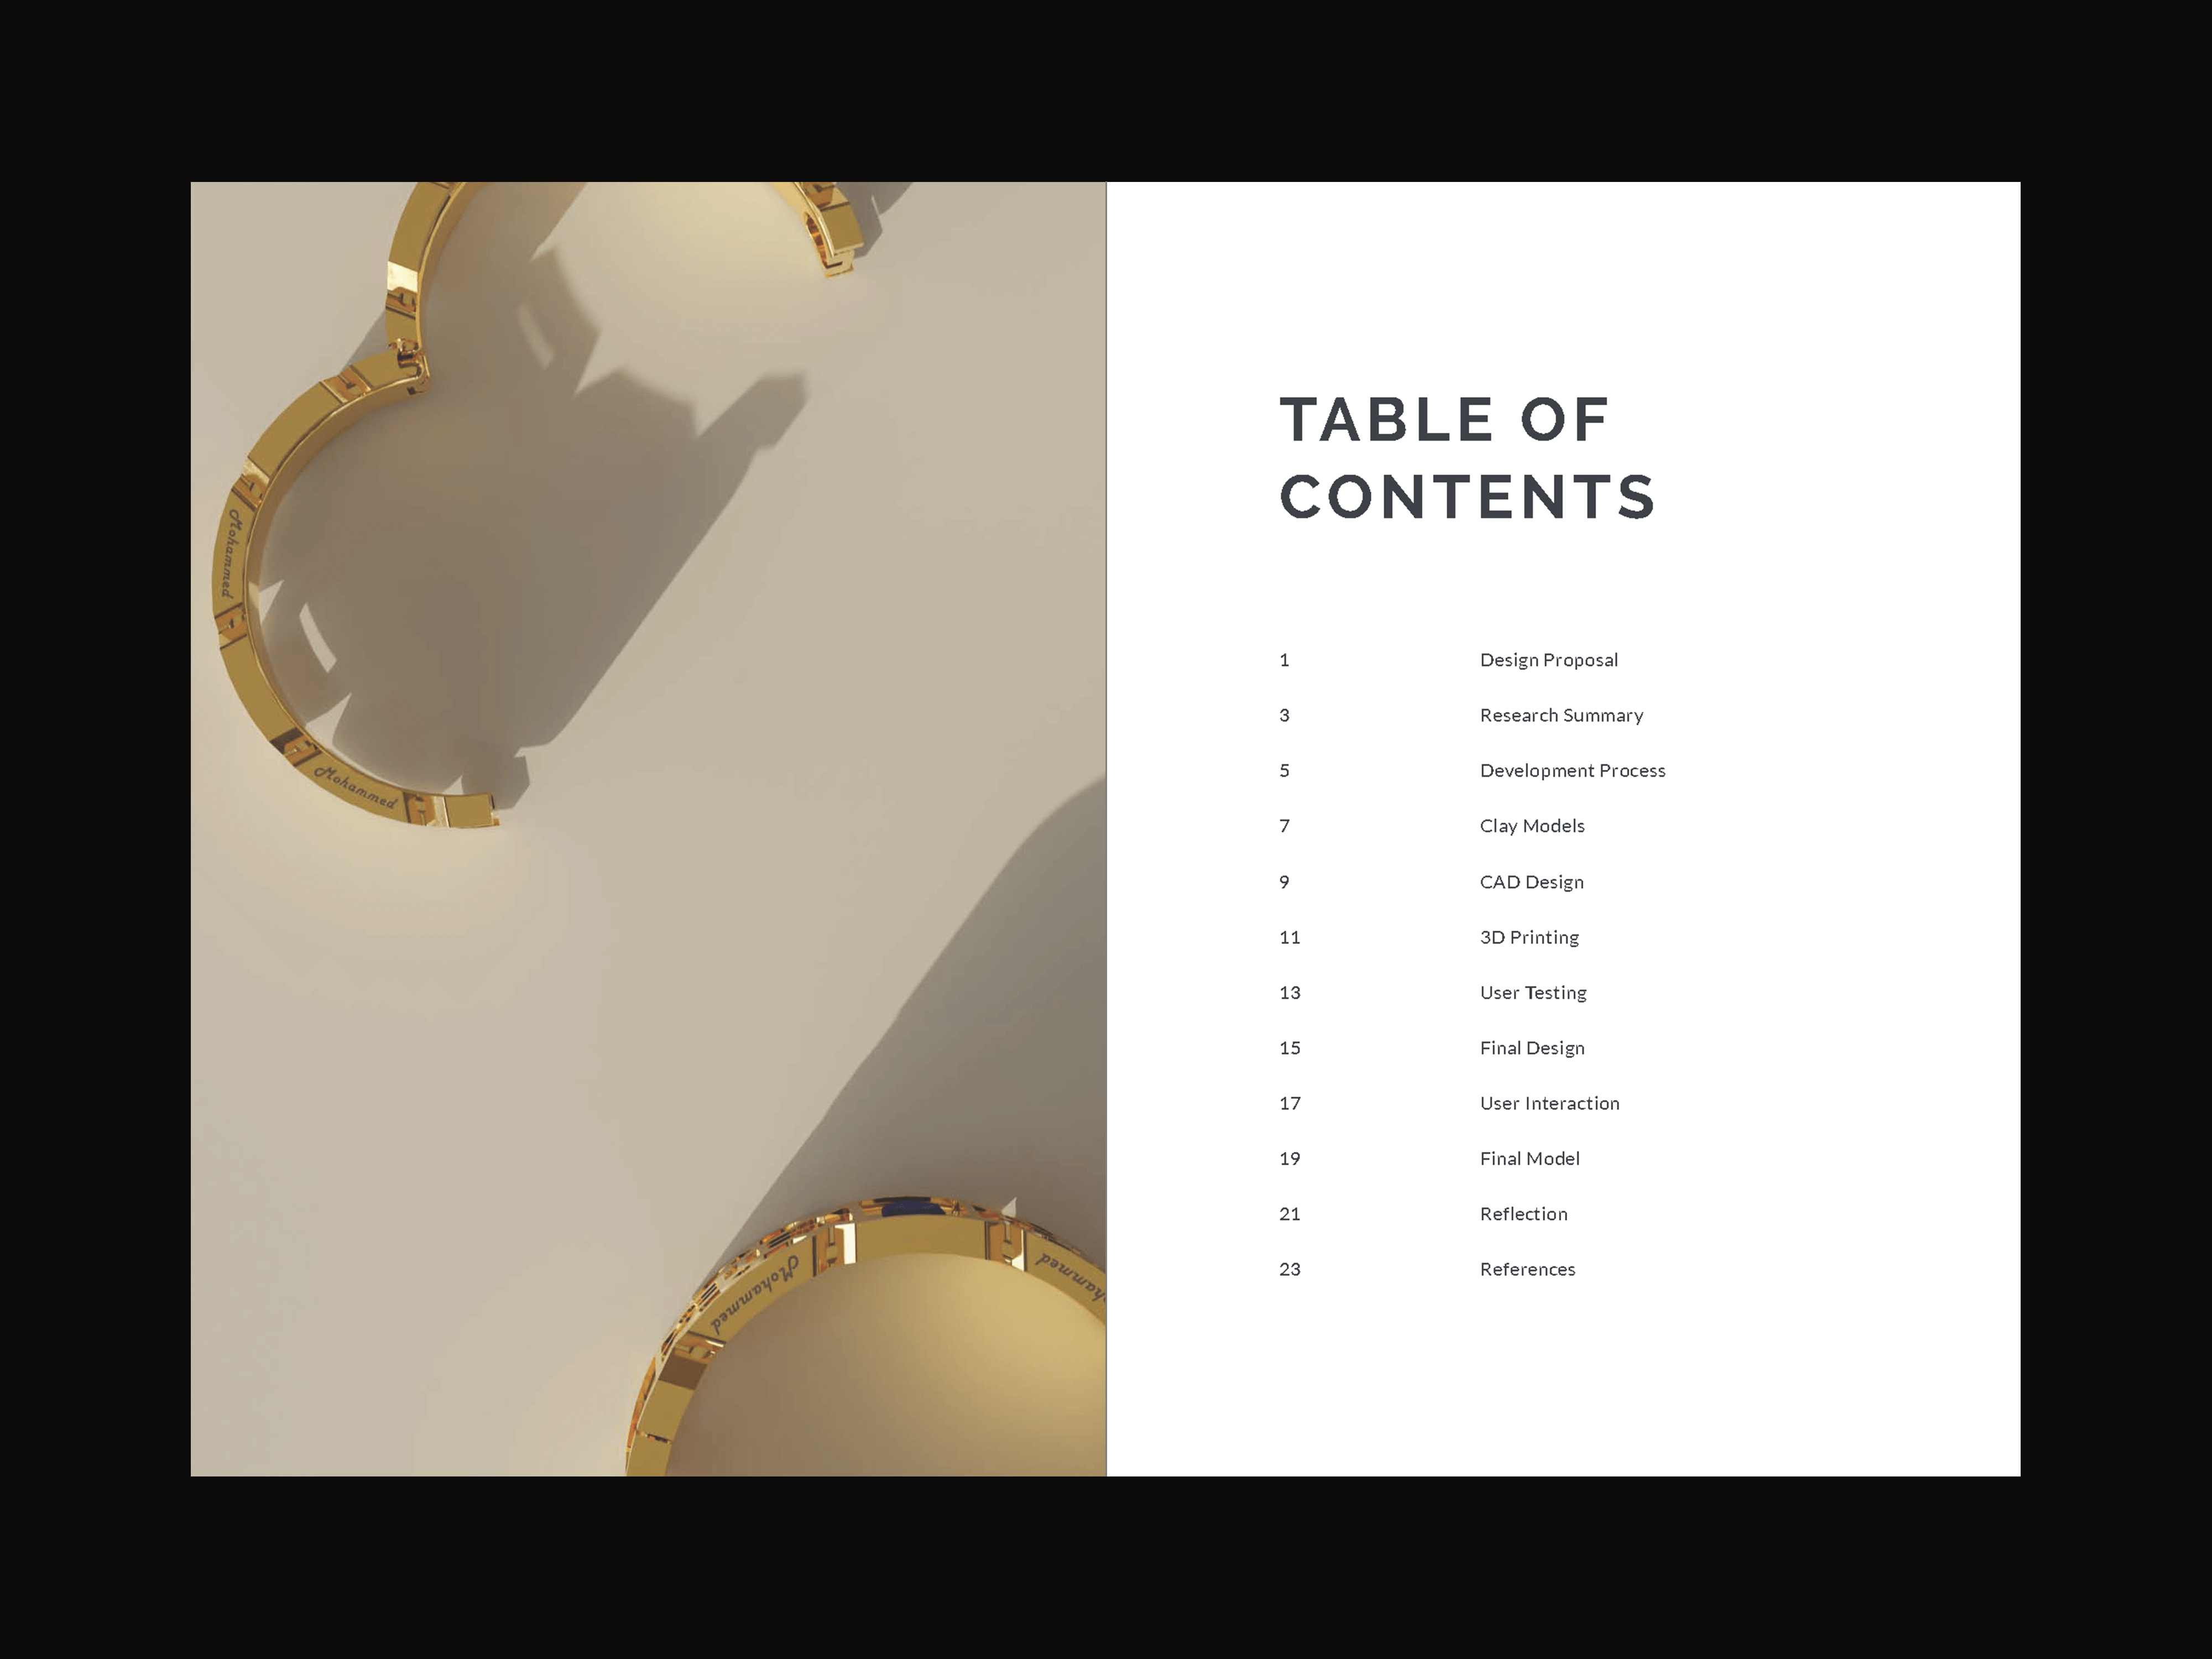 Mohammed
Mohammed
Mohammed
TABLE OF
CONTENTS
1 Design Proposal
3 Research Summary
5 Development Process
7 Clay Models
9 CAD Design
11 3D Printing
13 User Testing
15 Final Design
17 User Interaction
19 Final Model
21 Reflection
23 References